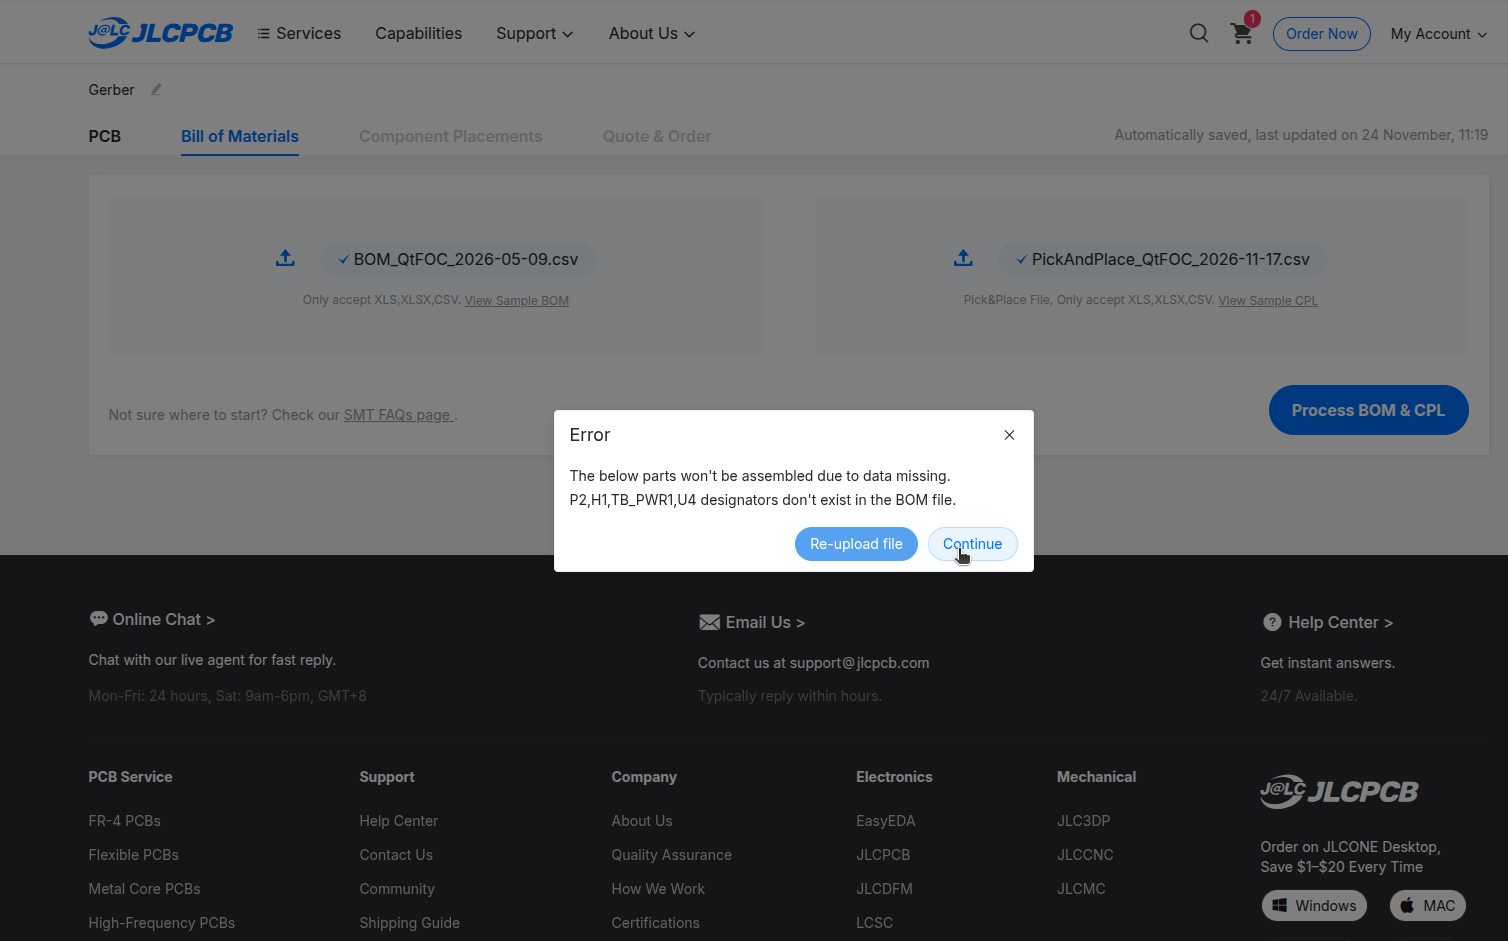 J@LC JLCPCB Services Capabilities Support About Us 1 Order Now My Account
Gerber
PCB Bill of Materials Component Placements Quote & Order Automatically saved, last updated on 24 November, 11:19
BOM_QtFOC_2026-05-09.csv PickAndPlace_QtFOC_2026-11-17.csv
Only accept XLS,XLSX,CSV. View Sample BOM Pick&Place File, Only accept XLS,XLSX,CSV. View Sample CPL
Not sure where to start? Check our SMT FAQs page . Process BOM & CPL
Error
The below parts won't be assembled due to data missing.
P2,H1,TB_PWR1,U4 designators don't exist in the BOM file.
Re-upload file Continue
Online Chat > Email Us > Help Center >
Chat with our live agent for fast reply. Contact us at support@jlcpcb.com Get instant answers.
Mon-Fri: 24 hours, Sat: 9am-6pm, GMT+8 Typically reply within hours. 24/7 Available.
PCB Service Support Company Electronics Mechanical J@LC JLCPCB
FR-4 PCBs Help Center About Us EasyEDA JLC3DP
Flexible PCBs Contact Us Quality Assurance JLCPCB JLCCNC Order on JLCONE Desktop,
Save $1–$20 Every Time
Metal Core PCBs Community How We Work JLCDFM JLCMC
High-Frequency PCBs Shipping Guide Certifications LCSC Windows MAC